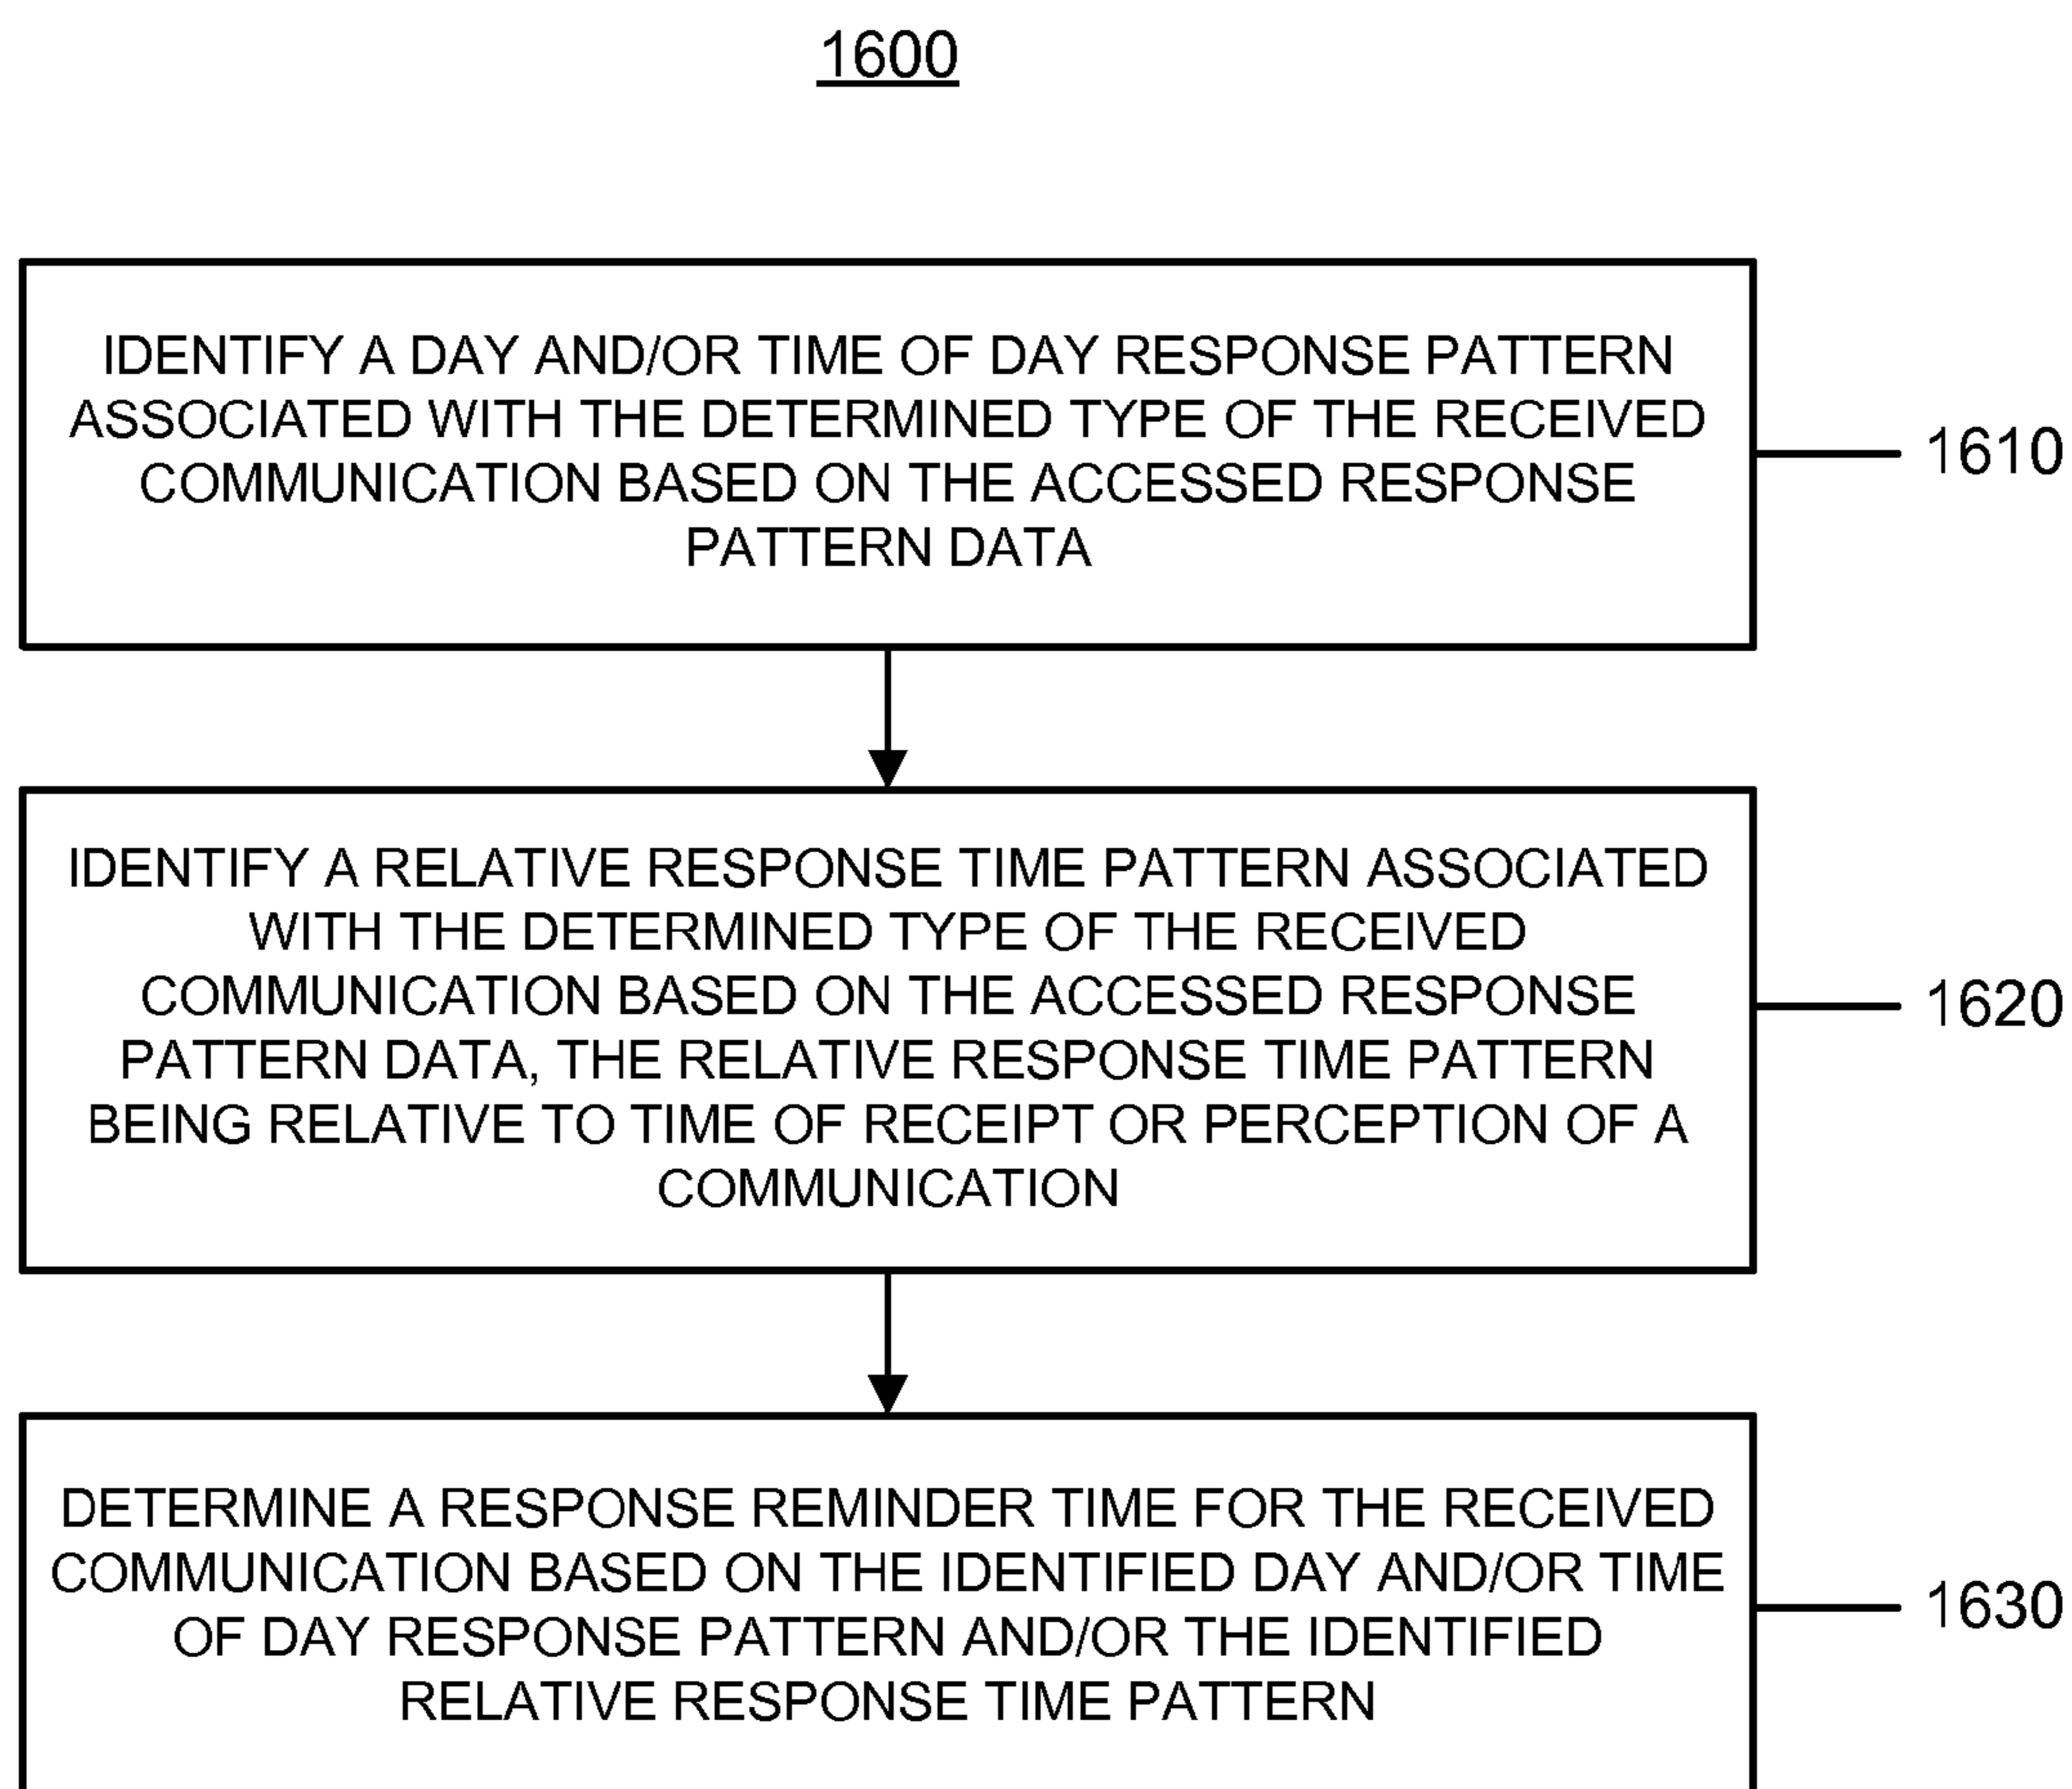 1600
IDENTIFY A DAY AND/OR TIME OF DAY RESPONSE PATTERN
ASSOCIATED WITH THE DETERMINED TYPE OF THE RECEIVED
COMMUNICATION BASED ON THE ACCESSED RESPONSE
PATTERN DATA
1610
IDENTIFY A RELATIVE RESPONSE TIME PATTERN ASSOCIATED
WITH THE DETERMINED TYPE OF THE RECEIVED
COMMUNICATION BASED ON THE ACCESSED RESPONSE
PATTERN DATA, THE RELATIVE RESPONSE TIME PATTERN
BEING RELATIVE TO TIME OF RECEIPT OR PERCEPTION OF A
COMMUNICATION
1620
DETERMINE A RESPONSE REMINDER TIME FOR THE RECEIVED
COMMUNICATION BASED ON THE IDENTIFIED DAY AND/OR TIME
OF DAY RESPONSE PATTERN AND/OR THE IDENTIFIED
RELATIVE RESPONSE TIME PATTERN
1630